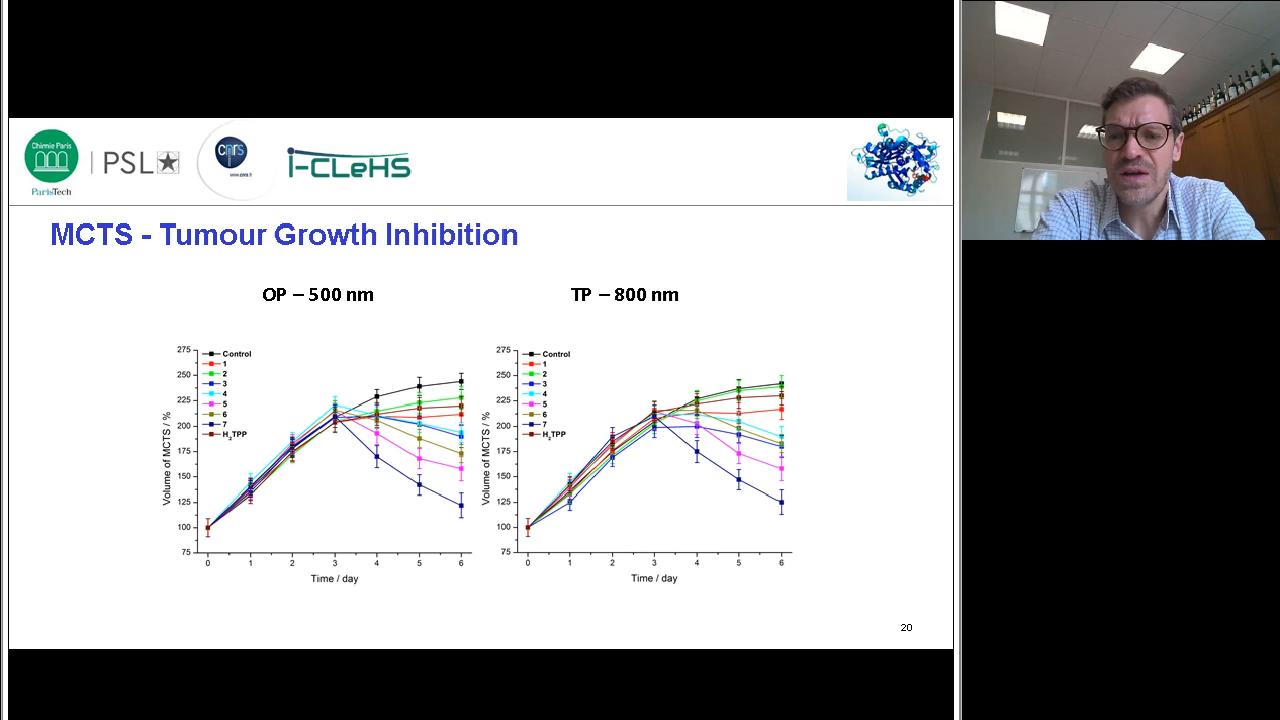 Chimie Paris
ParisTech
PSL
cnrs
www.cnrs.fr
i-CLeHS
MCTS - Tumour Growth Inhibition
OP – 500 nm
TP – 800 nm
275
250
225
200
175
150
125
100
75
Volume of MCTS / %
Control
1
2
3
4
5
6
7
H2TPP
0 1 2 3 4 5 6
Time / day
275
250
225
200
175
150
125
100
75
Volume of MCTS / %
Control
1
2
3
4
5
6
7
H2TPP
0 1 2 3 4 5 6
Time / day
20